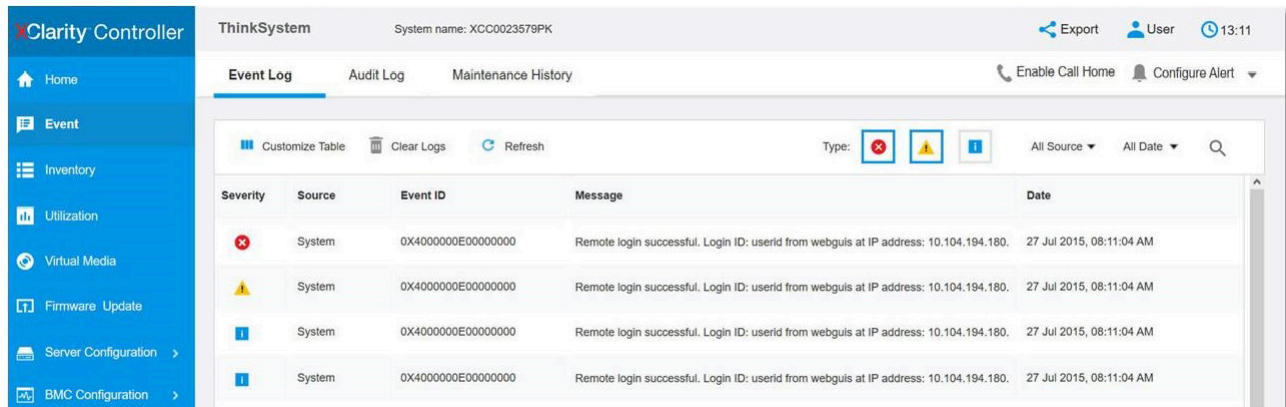 XClarity Controller
ThinkSystem System name: XCC0023579PK Export User 13:11
Home
Event Log Audit Log Maintenance History Enable Call Home Configure Alert
Event
Customize Table Clear Logs Refresh Type: All Source All Date
Inventory
Severity Source Event ID Message Date
Utilization
System 0X4000000E00000000 Remote login successful. Login ID: userid from webguis at IP address: 10.104.194.180. 27 Jul 2015, 08:11:04 AM
Virtual Media
System 0X4000000E00000000 Remote login successful. Login ID: userid from webguis at IP address: 10.104.194.180. 27 Jul 2015, 08:11:04 AM
Firmware Update
System 0X4000000E00000000 Remote login successful. Login ID: userid from webguis at IP address: 10.104.194.180. 27 Jul 2015, 08:11:04 AM
Server Configuration
System 0X4000000E00000000 Remote login successful. Login ID: userid from webguis at IP address: 10.104.194.180. 27 Jul 2015, 08:11:04 AM
BMC Configuration